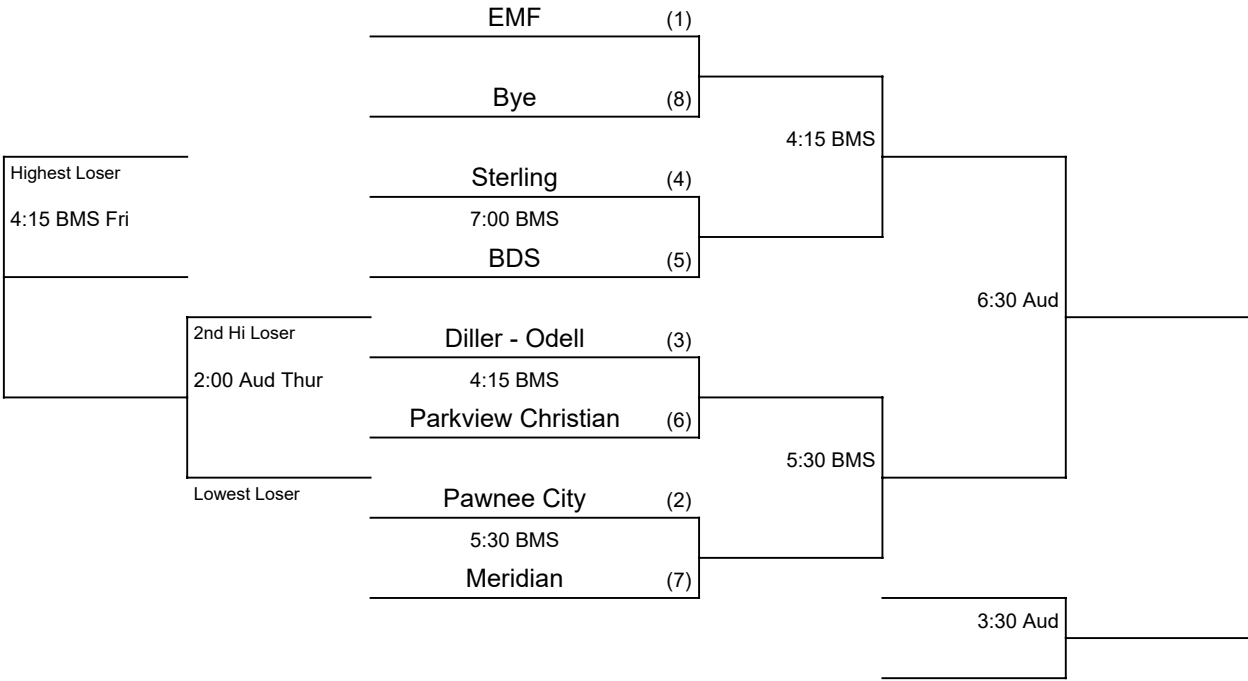 EMF (1)
Bye (8)
4:15 BMS
Highest Loser
Sterling (4)
4:15 BMS Fri
7:00 BMS
BDS (5)
6:30 Aud
2nd Hi Loser
Diller - Odell (3)
2:00 Aud Thur
4:15 BMS
Parkview Christian (6)
5:30 BMS
Lowest Loser
Pawnee City (2)
5:30 BMS
Meridian (7)
3:30 Aud